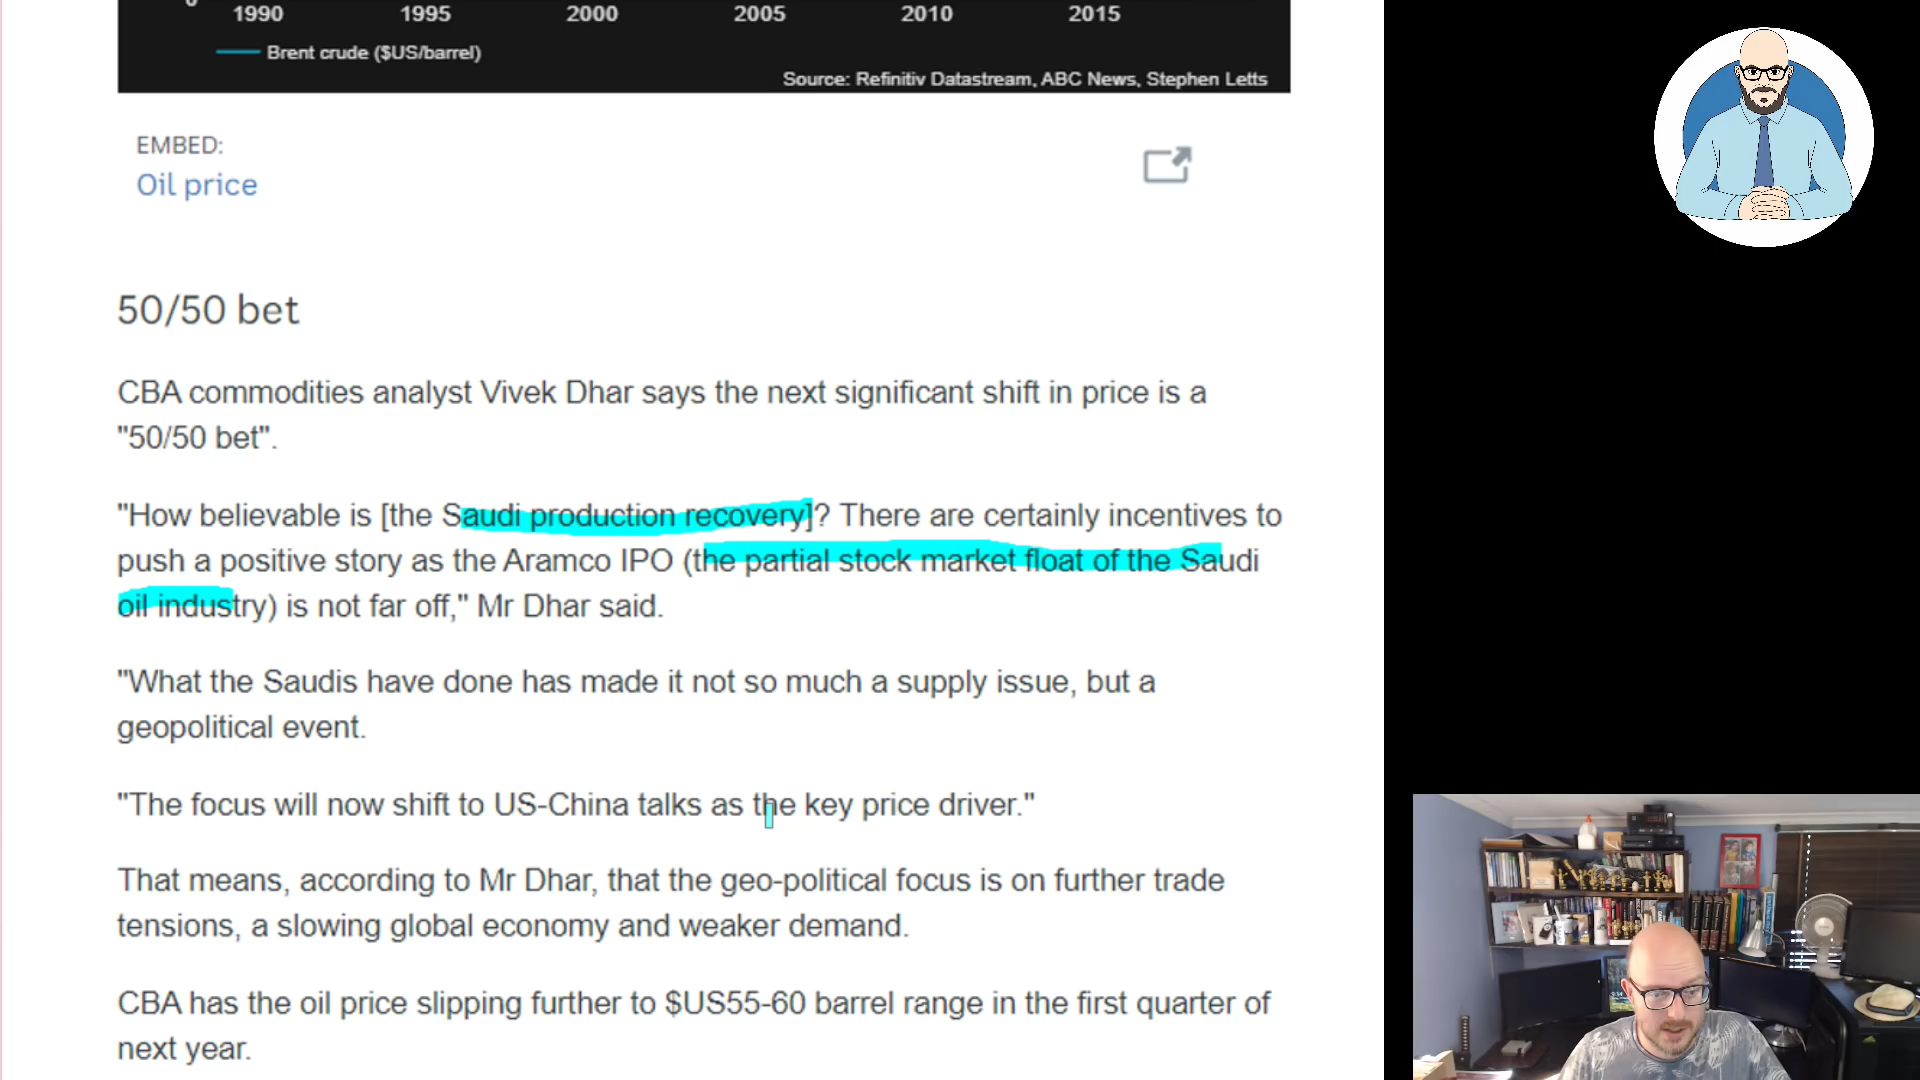 0
1990 1995 2000 2005 2010 2015
Brent crude ($US/barrel)
Source: Refinitiv Datastream, ABC News, Stephen Letts
EMBED:
Oil price
50/50 bet
CBA commodities analyst Vivek Dhar says the next significant shift in price is a
"50/50 bet".
"How believable is [the Saudi production recovery]? There are certainly incentives to
push a positive story as the Aramco IPO (the partial stock market float of the Saudi
oil industry) is not far off," Mr Dhar said.
"What the Saudis have done has made it not so much a supply issue, but a
geopolitical event.
"The focus will now shift to US-China talks as the key price driver."
That means, according to Mr Dhar, that the geo-political focus is on further trade
tensions, a slowing global economy and weaker demand.
CBA has the oil price slipping further to $US55-60 barrel range in the first quarter of
next year.